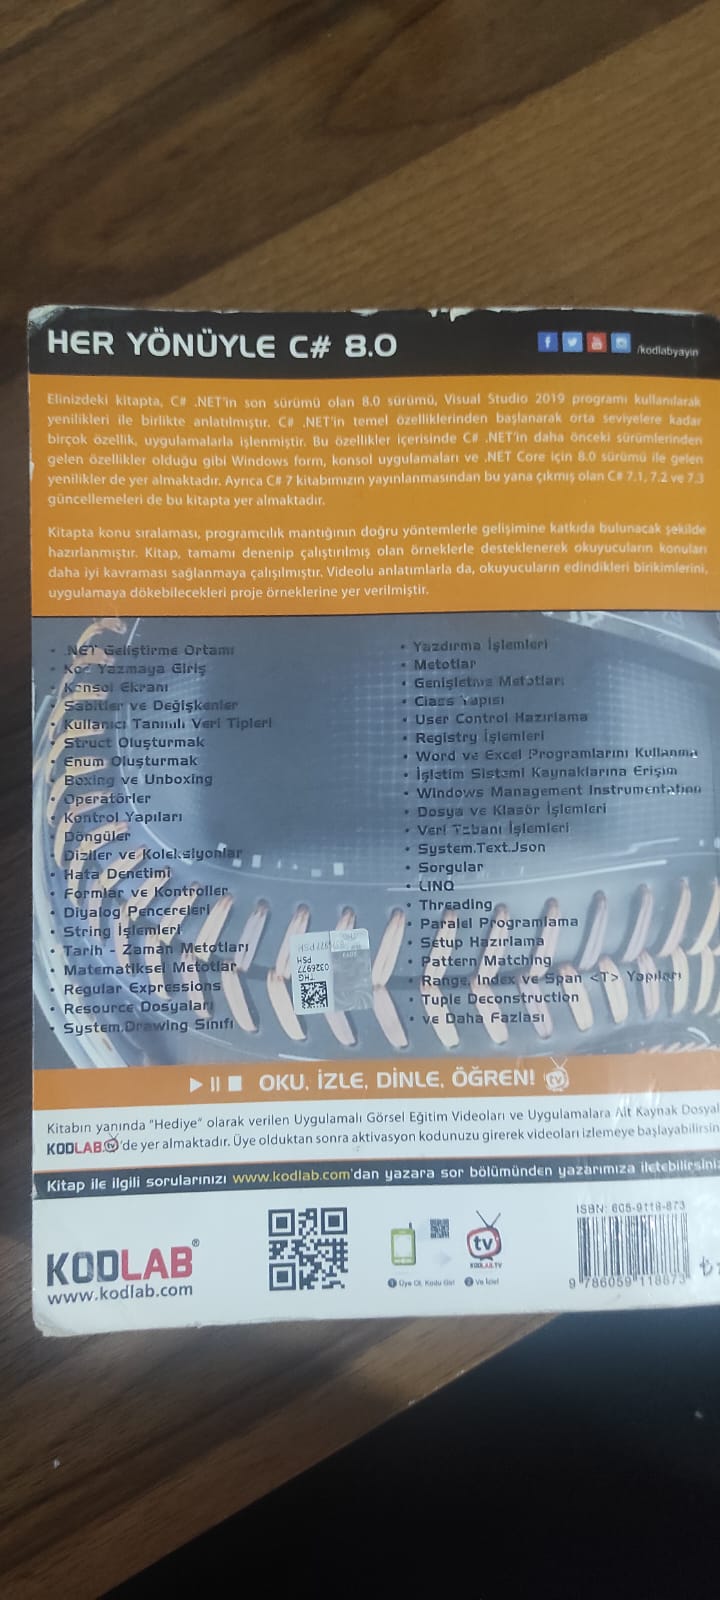 HER YÖNÜYLE C# 8.0
/kodlabyayin
Elinizdeki kitapta, C# .NET'in son sürümü olan 8.0 sürümü, Visual Studio 2019 programı kullanılarak
yenilikleri ile birlikte anlatılmıştır. C# .NET'in temel özelliklerinden başlanarak orta seviyelere kadar
birçok özellik, uygulamalarla işlenmiştir. Bu özellikler içerisinde C# .NET'in daha önceki sürümlerinden
gelen özellikler olduğu gibi Windows form, konsol uygulamaları ve .NET Core için 8.0 sürümü ile gelen
yenilikler de yer almaktadır. Ayrıca C# 7 kitabımızın yayınlanmasından bu yana çıkmış olan C# 7.1, 7.2 ve 7.3
güncellemeleri de bu kitapta yer almaktadır.
Kitapta konu sıralaması, programcılık mantığının doğru yöntemlerle gelişimine katkıda bulunacak şekilde
hazırlanmıştır. Kitap, tamamı denenip çalıştırılmış olan örneklerle desteklenerek okuyucuların konuları
daha iyi kavraması sağlanmaya çalışılmıştır. Videolu anlatımlarla da, okuyucuların edindikleri birikimlerini,
uygulamaya dökebilecekleri proje örneklerine yer verilmiştir.
• .NET Geliştirme Ortamı
• Kod Yazmaya Giriş
• Konsol Ekranı
• Sabitler ve Değişkenler
• Kullanıcı Tanımlı Veri Tipleri
• Struct Oluşturmak
• Enum Oluşturmak
• Boxing ve Unboxing
• Operatörler
• Kontrol Yapıları
• Döngüler
• Diziler ve Koleksiyonlar
• Hata Denetimi
• Formlar ve Kontroller
• Diyalog Pencereleri
• String İşlemleri
• Tarih - Zaman Metotları
• Matematiksel Metotlar
• Regular Expressions
• Resource Dosyaları
• System.Drawing Sınıfı
• Yazdırma İşlemleri
• Metotlar
• Genişletme Metotları
• Class Yapısı
• User Control Hazırlama
• Registry İşlemleri
• Word ve Excel Programlarını Kullanma
• İşletim Sistemi Kaynaklarına Erişim
• Windows Management Instrumentation
• Dosya ve Klasör İşlemleri
• Veri Tabanı İşlemleri
• System.Text.Json
• Sorgular
• LINQ
• Threading
• Paralel Programlama
• Setup Hazırlama
• Pattern Matching
• Range, Index ve Span <T> Yapıları
• Tuple Deconstruction
• ve Daha Fazlası
THG
0326977
PSH
OKU, İZLE, DİNLE, ÖĞREN! tv
Kitabın yanında "Hediye" olarak verilen Uygulamalı Görsel Eğitim Videoları ve Uygulamalara Ait Kaynak Dosyal
KODLAB.tv'de yer almaktadır. Üye olduktan sonra aktivasyon kodunuzu girerek videoları izlemeye başlayabilirsin
Kitap ile ilgili sorularınızı www.kodlab.com'dan yazara sor bölümünden yazarımıza iletebilirsiniz
KODLAB®
www.kodlab.com
tv
KODLAB.TV
1 Üye Ol, Kodu Gir! 2 Ve İzle!
ISBN: 605-9118-873
9 786059 118873